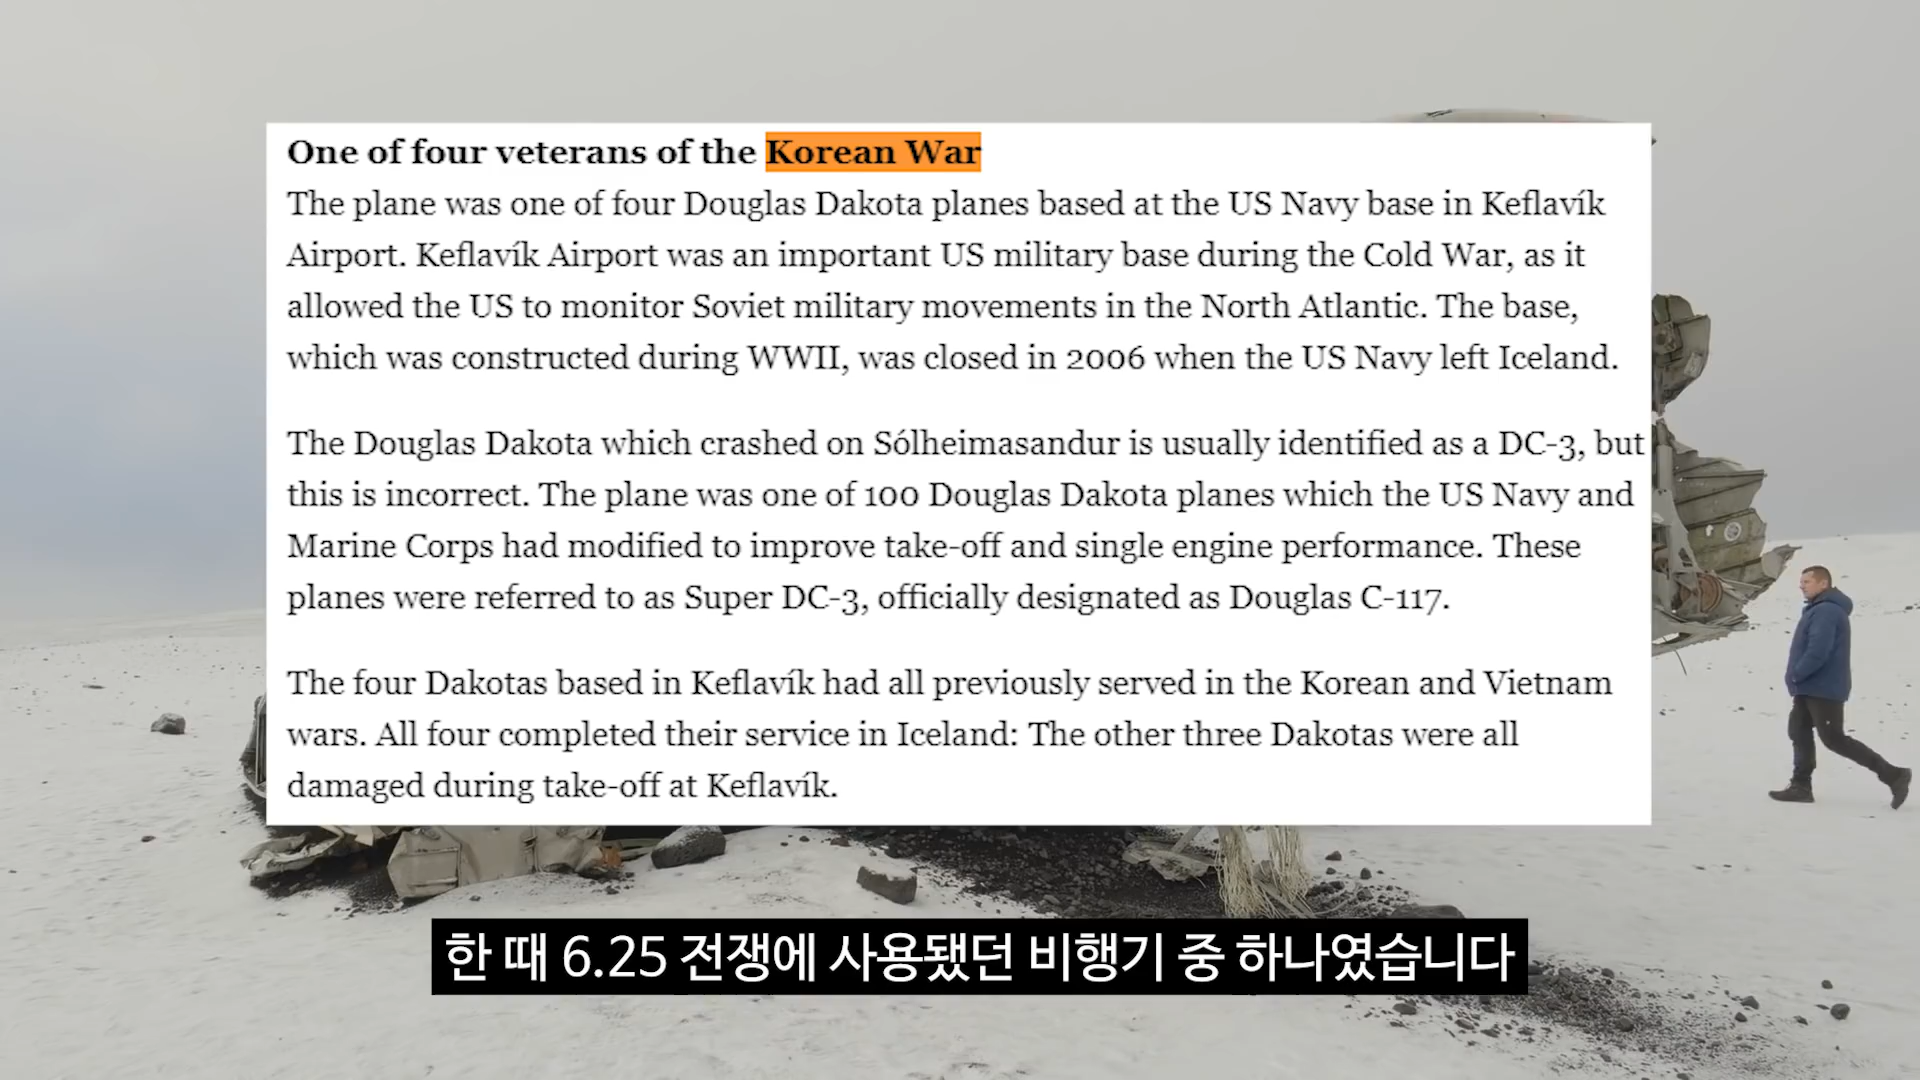 One of four veterans of the Korean War
The plane was one of four Douglas Dakota planes based at the US Navy base in Keflavík
Airport. Keflavík Airport was an important US military base during the Cold War, as it
allowed the US to monitor Soviet military movements in the North Atlantic. The base,
which was constructed during WWII, was closed in 2006 when the US Navy left Iceland.
The Douglas Dakota which crashed on Sólheimasandur is usually identified as a DC-3, but
this is incorrect. The plane was one of 100 Douglas Dakota planes which the US Navy and
Marine Corps had modified to improve take-off and single engine performance. These
planes were referred to as Super DC-3, officially designated as Douglas C-117.
The four Dakotas based in Keflavík had all previously served in the Korean and Vietnam
wars. All four completed their service in Iceland: The other three Dakotas were all
damaged during take-off at Keflavík.
한 때 6.25 전쟁에 사용됐던 비행기 중 하나였습니다